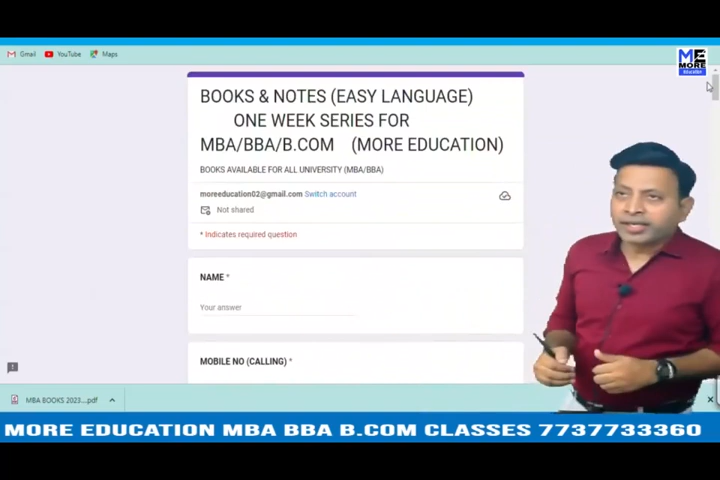 Gmail
YouTube
Maps
ME
MORE
Education
BOOKS & NOTES (EASY LANGUAGE)
ONE WEEK SERIES FOR
MBA/BBA/B.COM (MORE EDUCATION)
BOOKS AVAILABLE FOR ALL UNIVERSITY (MBA/BBA)
moreeducation02@gmail.com Switch account
Not shared
* Indicates required question
NAME *
Your answer
MOBILE NO (CALLING) *
MBA BOOKS 2023....pdf
MORE EDUCATION MBA BBA B.COM CLASSES 7737733360